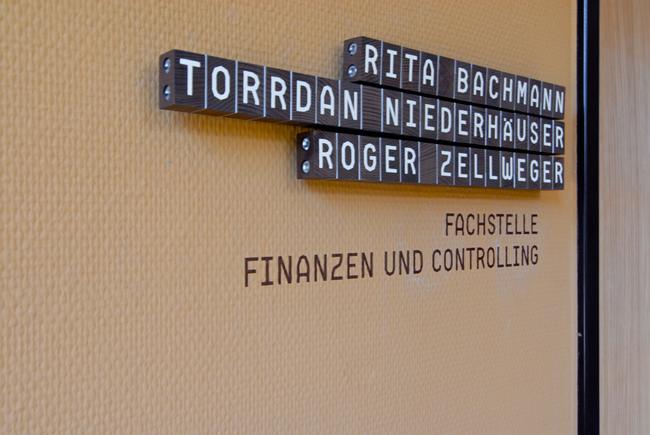 RITA BACHMANN
TORRDAN NIEDERHÄUSER
ROGER ZELLWEGER
FACHSTELLE
FINANZEN UND CONTROLLING